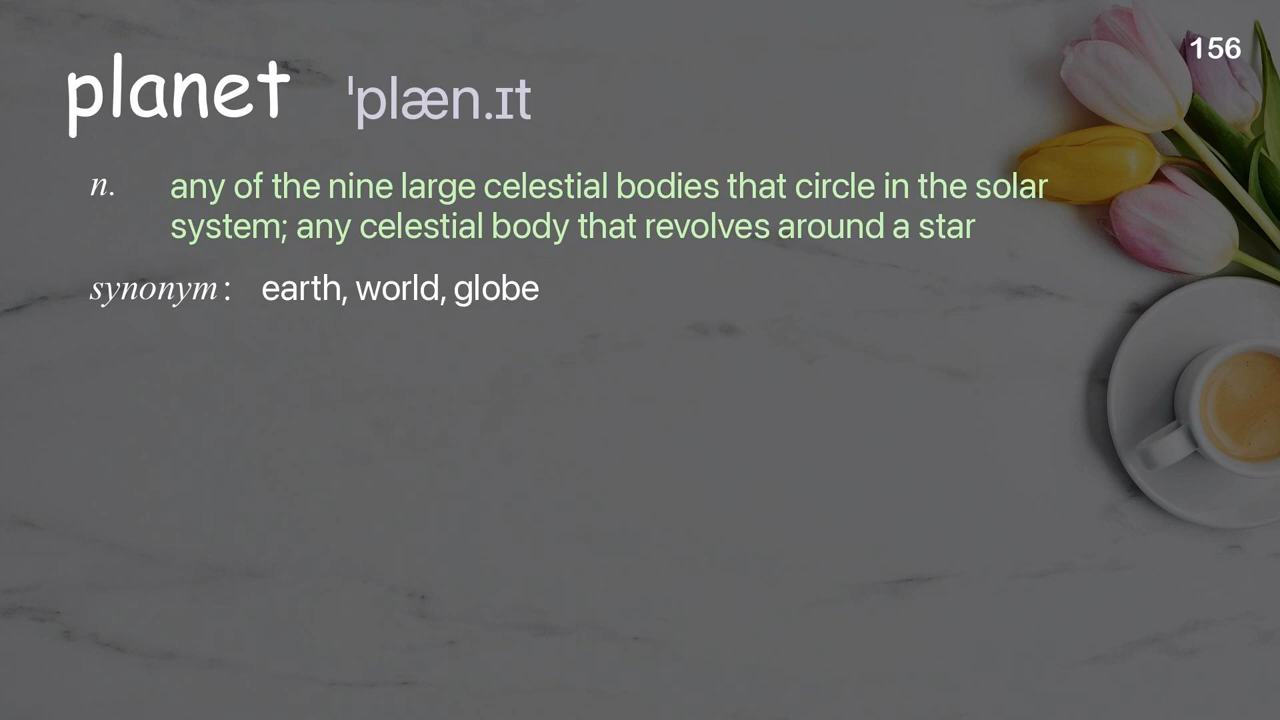 156
planet ˈplæn.ɪt
n. any of the nine large celestial bodies that circle in the solar
system; any celestial body that revolves around a star
synonym: earth, world, globe